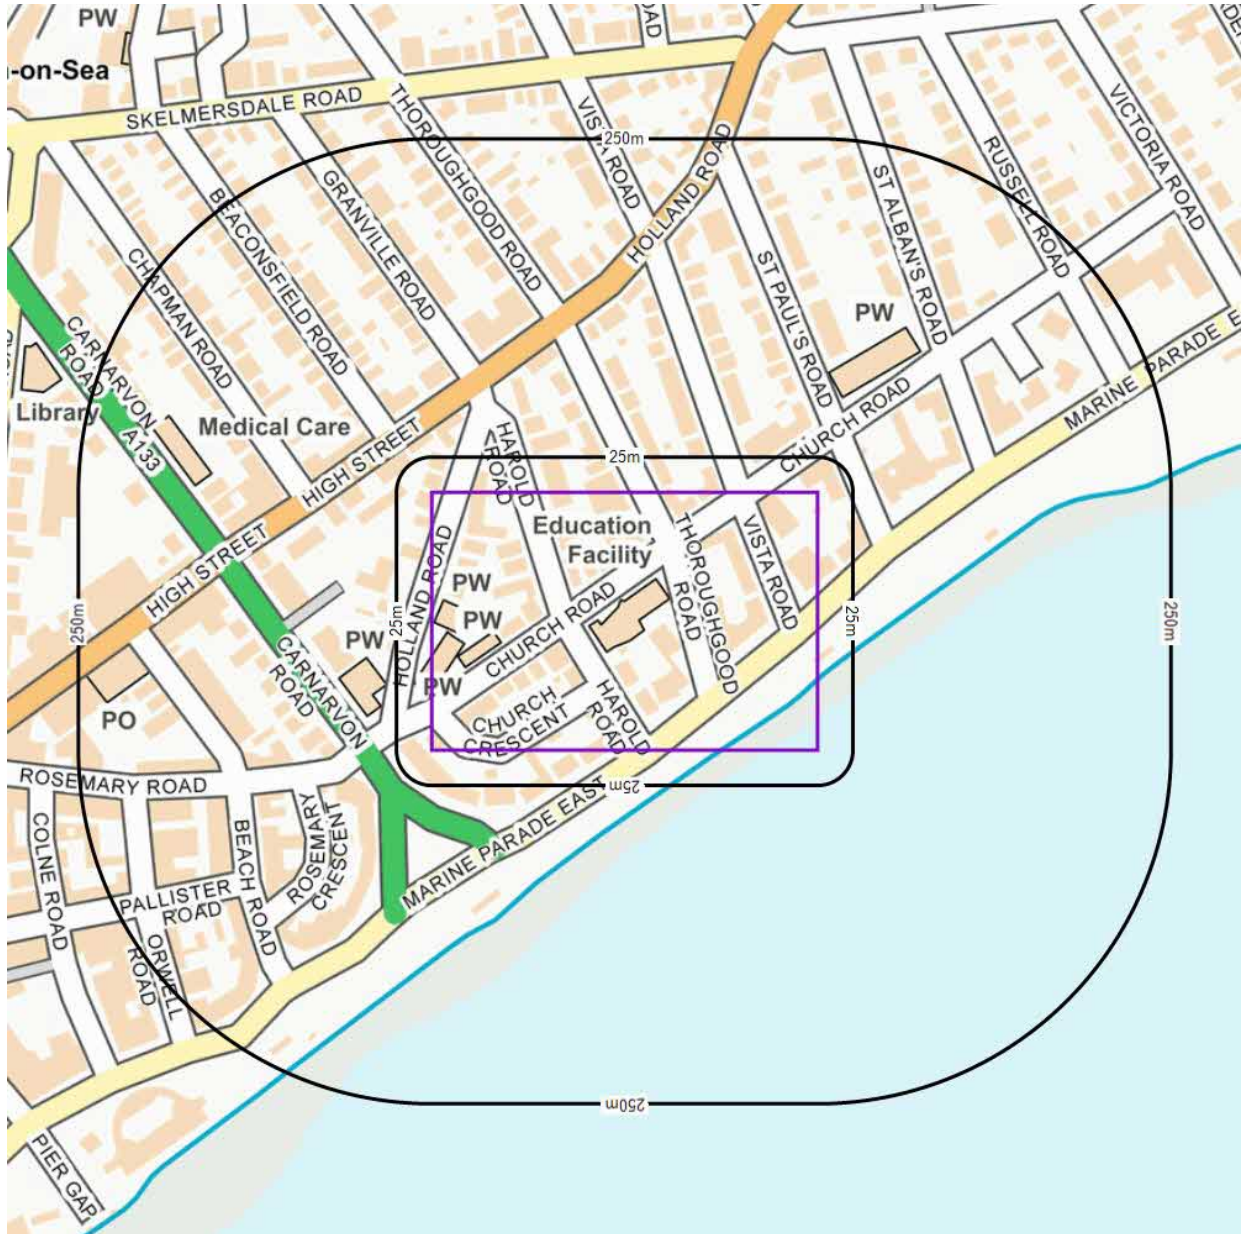 PW
-on-Sea
SKELMERSDALE ROAD
THOROUGHGOOD ROAD
VISTA ROAD
OAD
HOLLAND ROAD
250m
VICTORIA ROAD
RUSSELL ROAD
ST ALBAN'S ROAD
ST PAUL'S ROAD
GRANVILLE ROAD
BEACONSFIELD ROAD
CHAPMAN ROAD
CARNARVON
ROAD
CARNARVON
A133
Library
Medical Care
HIGH STREET
HIGH STREET
PW
CHURCH ROAD
MARINE PARADE E
HAROLD
ROAD
25m
Education
Facility
THOROUGHGOOD
ROAD
VISTA ROAD
HOLLAND ROAD
PW
PW
PW
PW
CHURCH ROAD
25m
25m
250m
250m
CARNARVON
ROAD
PO
CHURCH
CRESCENT
HAROLD
ROAD
25m
ROSEMARY ROAD
COLNE ROAD
BEACH ROAD
ROSEMARY
CRESCENT
MARINE PARADE EAST
PALLISTER
ROAD
ORWELL
ROAD
250m
PIER GAP